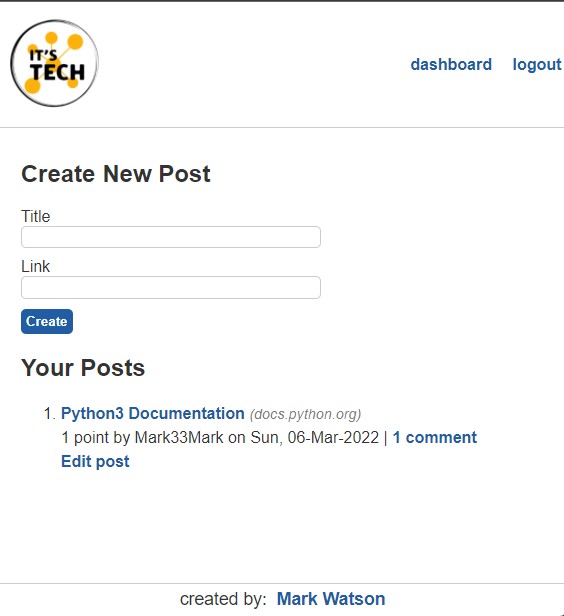 IT'S
TECH
dashboard logout
Create New Post
Title
Link
Create
Your Posts
1. Python3 Documentation (docs.python.org)
1 point by Mark33Mark on Sun, 06-Mar-2022 | 1 comment
Edit post
created by: Mark Watson